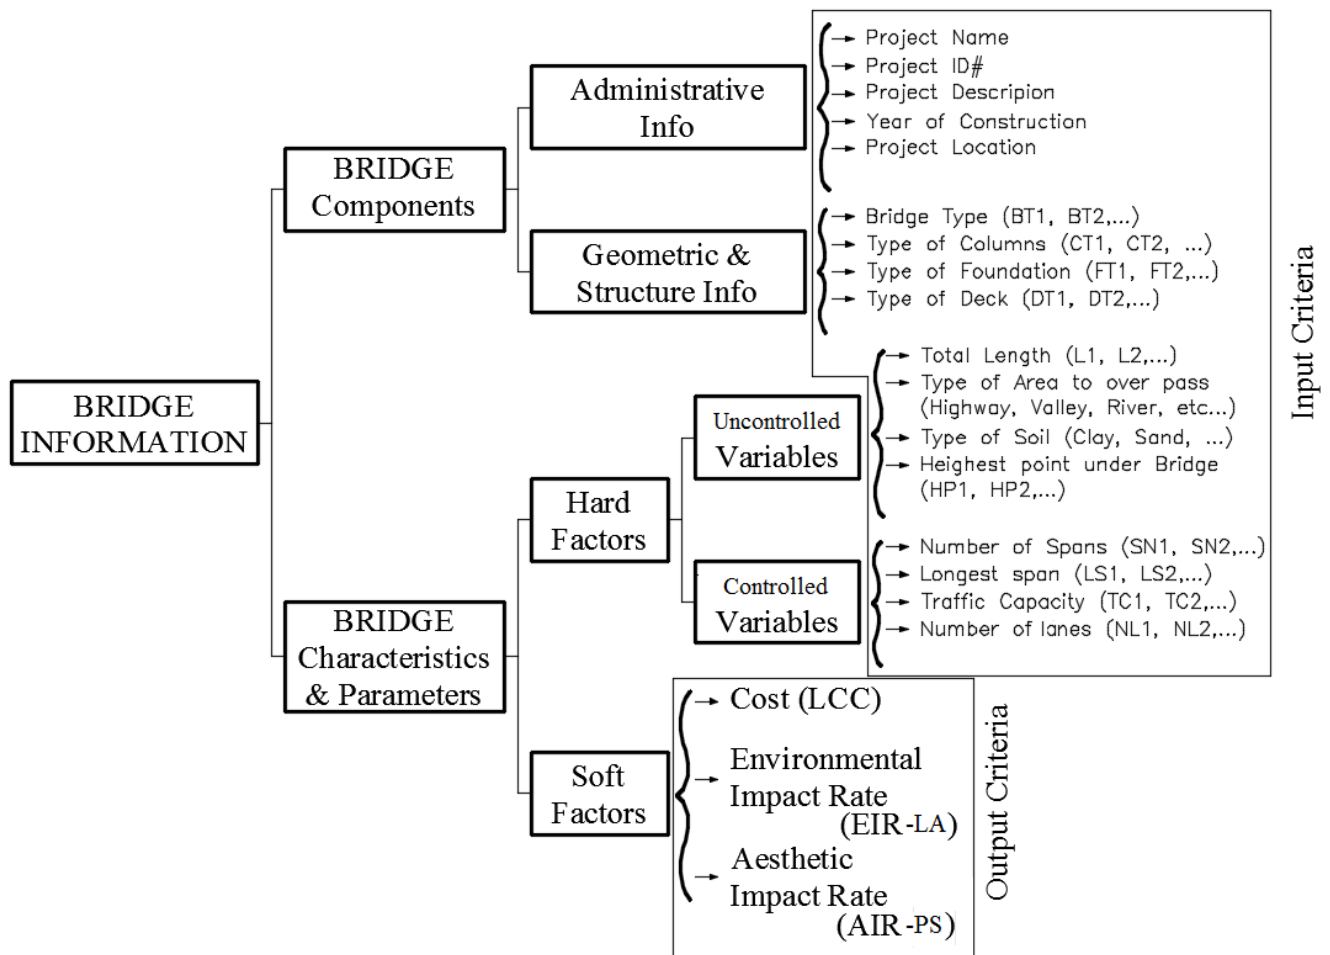 BRIDGE
INFORMATION
BRIDGE
Components
Administrative
Info
Project Name
Project ID#
Project Descripion
Year of Construction
Project Location
Geometric &
Structure Info
Bridge Type (BT1, BT2,...)
Type of Columns (CT1, CT2, ...)
Type of Foundation (FT1, FT2,...)
Type of Deck (DT1, DT2,...)
BRIDGE
Characteristics
& Parameters
Hard
Factors
Uncontrolled
Variables
Total Length (L1, L2,...)
Type of Area to over pass
(Highway, Valley, River, etc...)
Type of Soil (Clay, Sand, ...)
Heighest point under Bridge
(HP1, HP2,...)
Controlled
Variables
Number of Spans (SN1, SN2,...)
Longest span (LS1, LS2,...)
Traffic Capacity (TC1, TC2,...)
Number of lanes (NL1, NL2,...)
Input Criteria
Soft
Factors
Cost (LCC)
Environmental
Impact Rate
(EIR-LA)
Aesthetic
Impact Rate
(AIR-PS)
Output Criteria